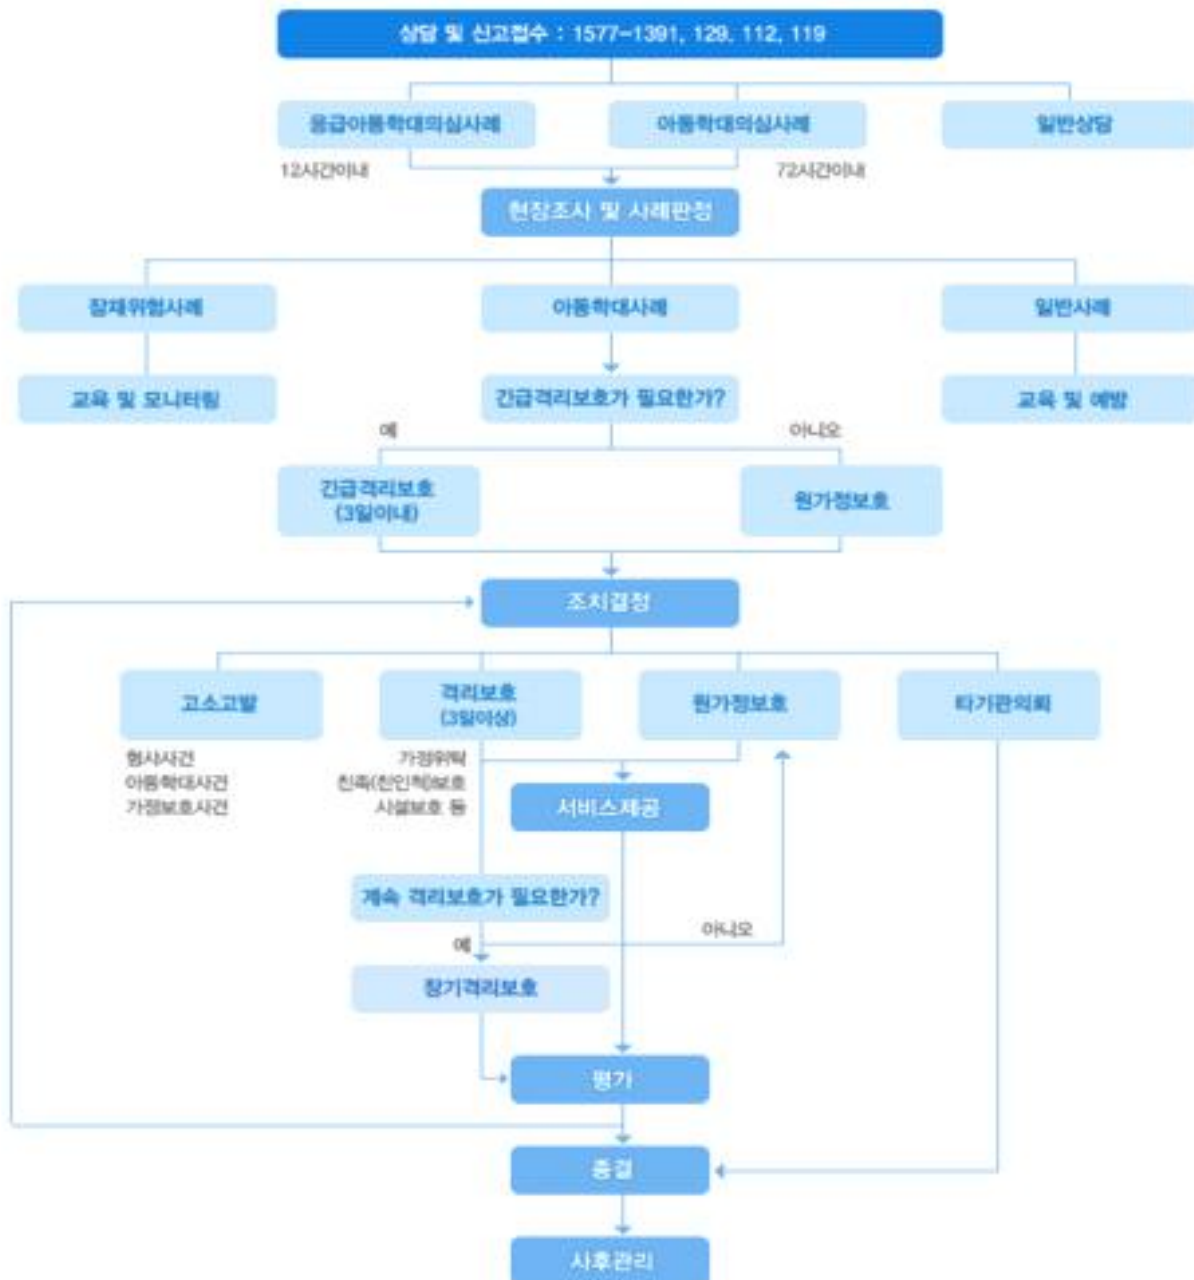 상담 및 신고접수 : 1577-1391, 129, 112, 119
응급아동학대의심사례
아동학대의심사례
일반상담
12시간이내
72시간이내
현장조사 및 사례판정
잠재위험사례
아동학대사례
일반사례
교육 및 모니터링
긴급격리보호가 필요한가?
교육 및 예방
예
아니오
긴급격리보호
(3일이내)
원가정보호
조치결정
고소고발
격리보호
(3일이상)
원가정보호
타기관의뢰
형사사건
아동학대사건
가정보호사건
가정위탁
친족(친인척)보호
시설보호 등
서비스제공
계속 격리보호가 필요한가?
예
아니오
장기격리보호
평가
종결
사후관리